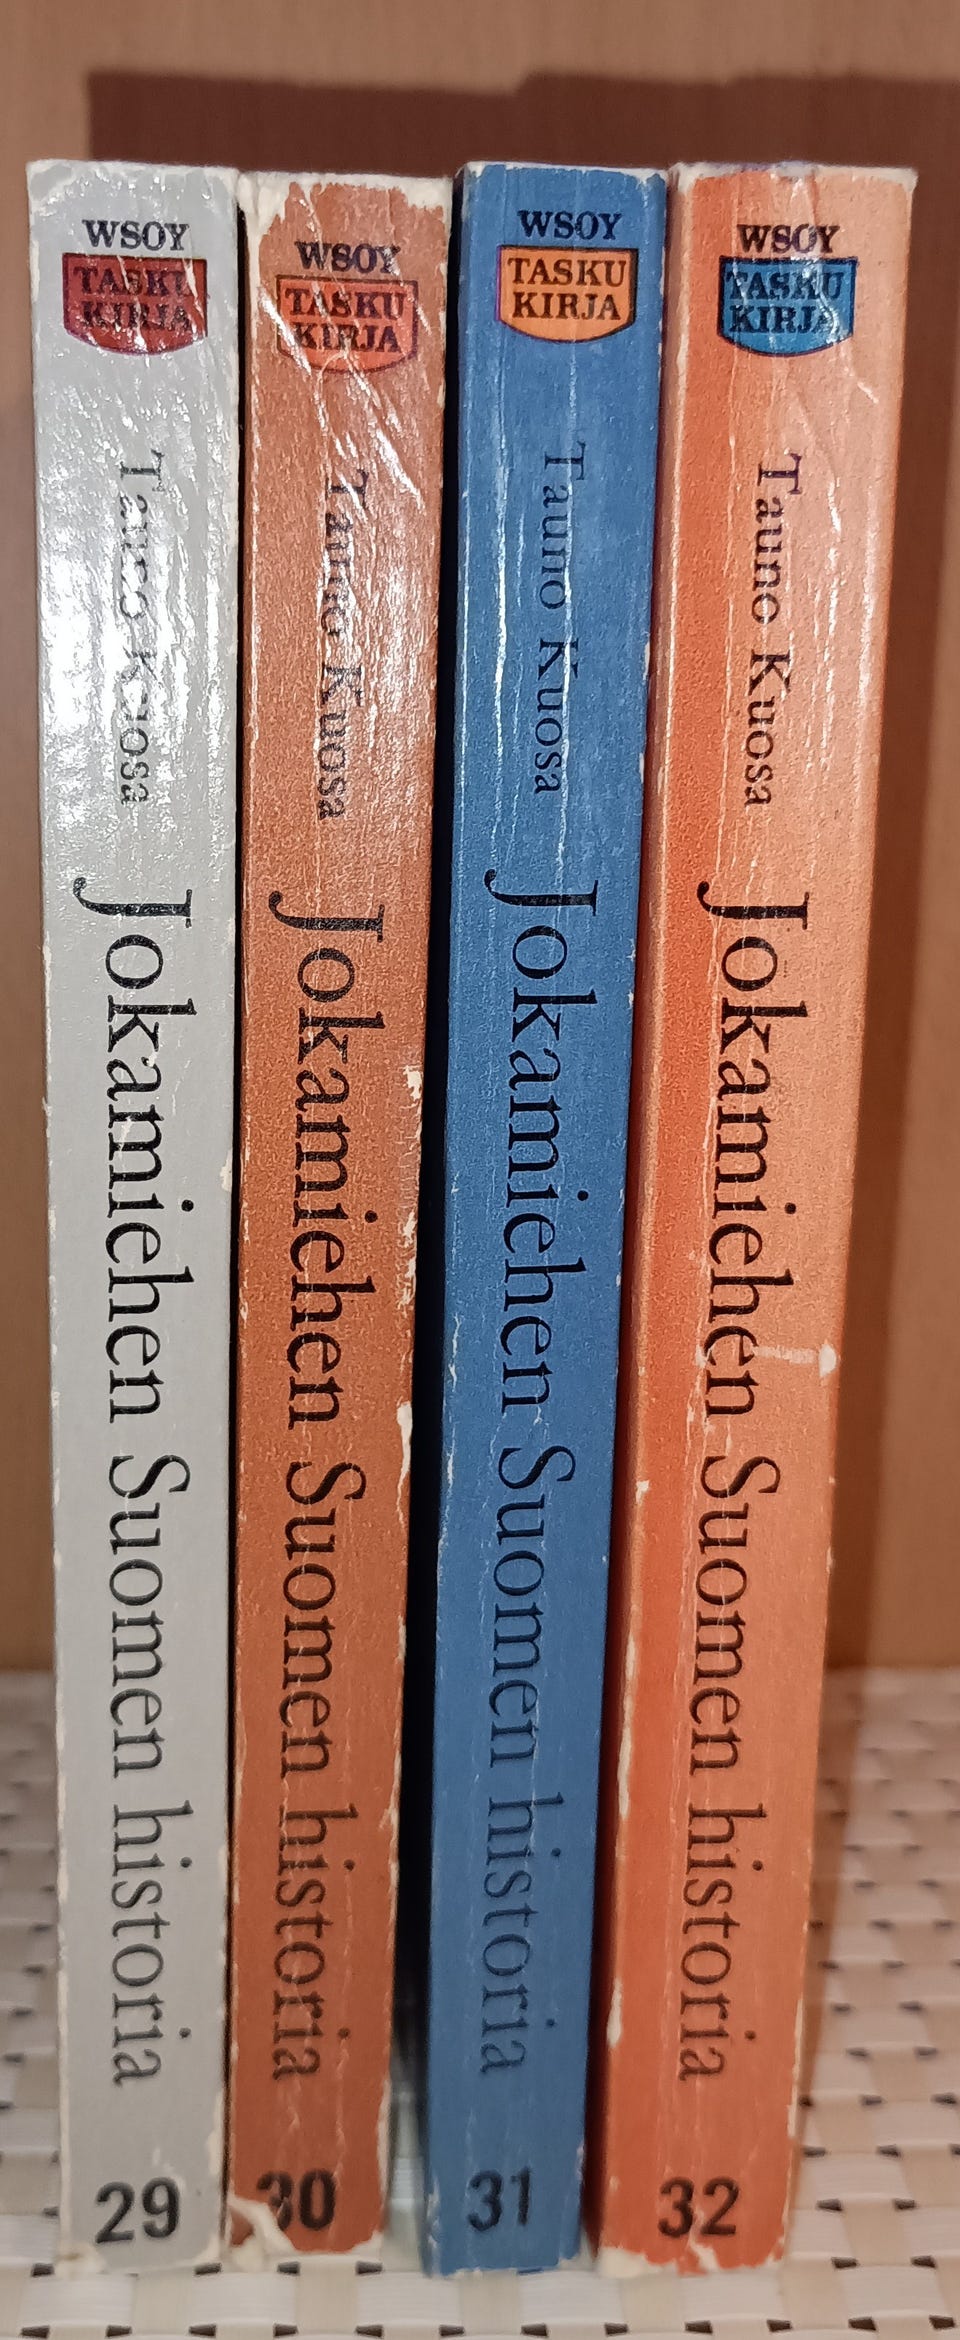 WSOY
TASKU
KIRJA
Tauno Kuosa
Jokamiehen Suomen historia
29
WSOY
TASKU
KIRJA
Tauno Kuosa
Jokamiehen Suomen historia
30
WSOY
TASKU
KIRJA
Tauno Kuosa
Jokamiehen Suomen historia
31
WSOY
TASKU
KIRJA
Tauno Kuosa
Jokamiehen Suomen historia
32